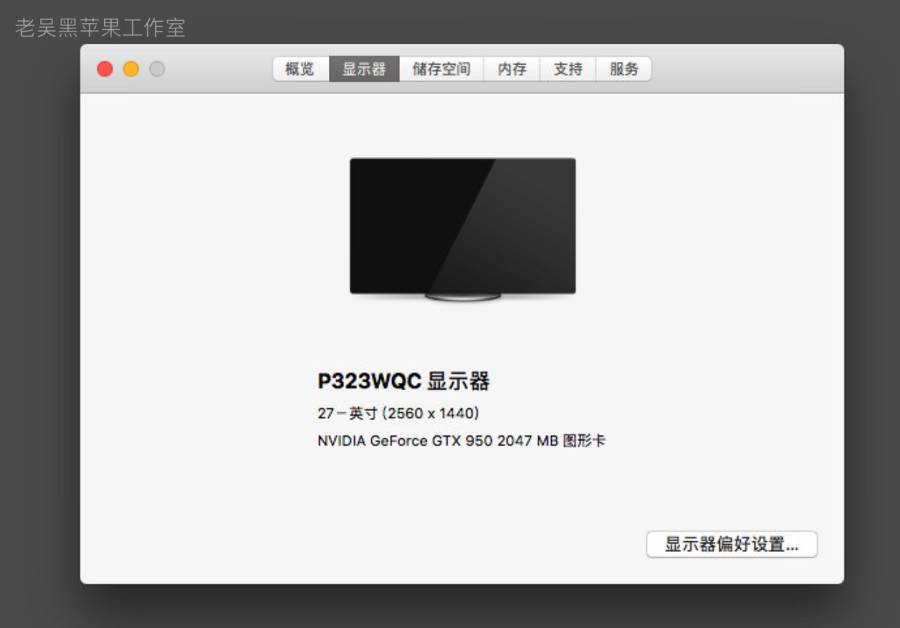 老吴黑苹果工作室
概览 显示器 储存空间 内存 支持 服务
P323WQC 显示器
27－英寸 (2560 x 1440)
NVIDIA GeForce GTX 950 2047 MB 图形卡
显示器偏好设置...